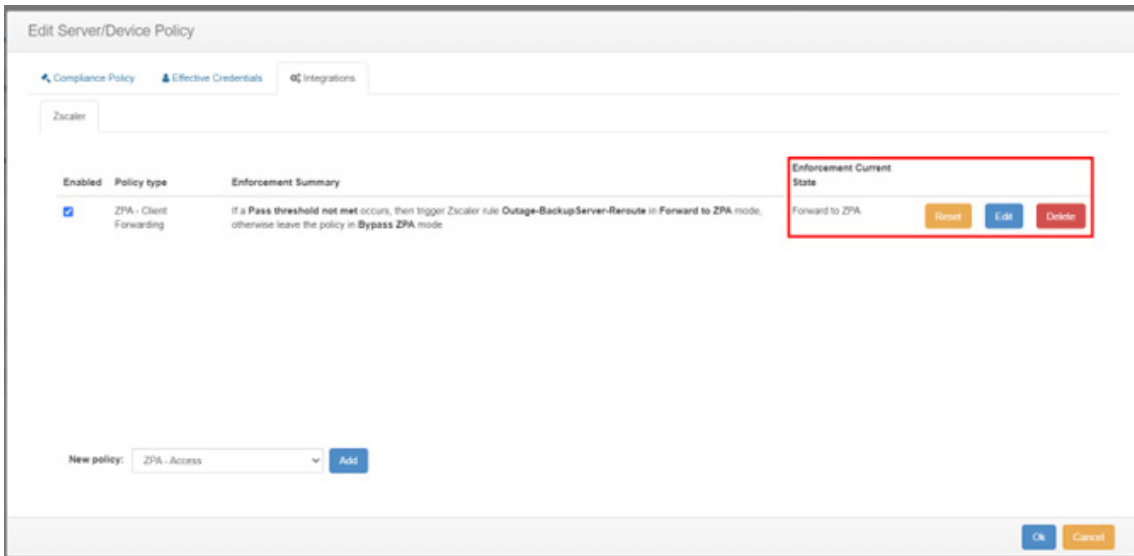 Edit Server/Device Policy
Compliance Policy Effective Credentials Integrations
Zscaler
Enabled Policy type Enforcement Summary Enforcement Current
State
ZPA - Client If a Pass threshold not met occurs, then trigger Zscaler rule Outage-BackupServer-Reroute in Forward to ZPA mode, Forward to ZPA Reset Edit Delete
Forwarding otherwise leave the policy in Bypass ZPA mode
New policy: ZPA - Access Add
Ok Cancel